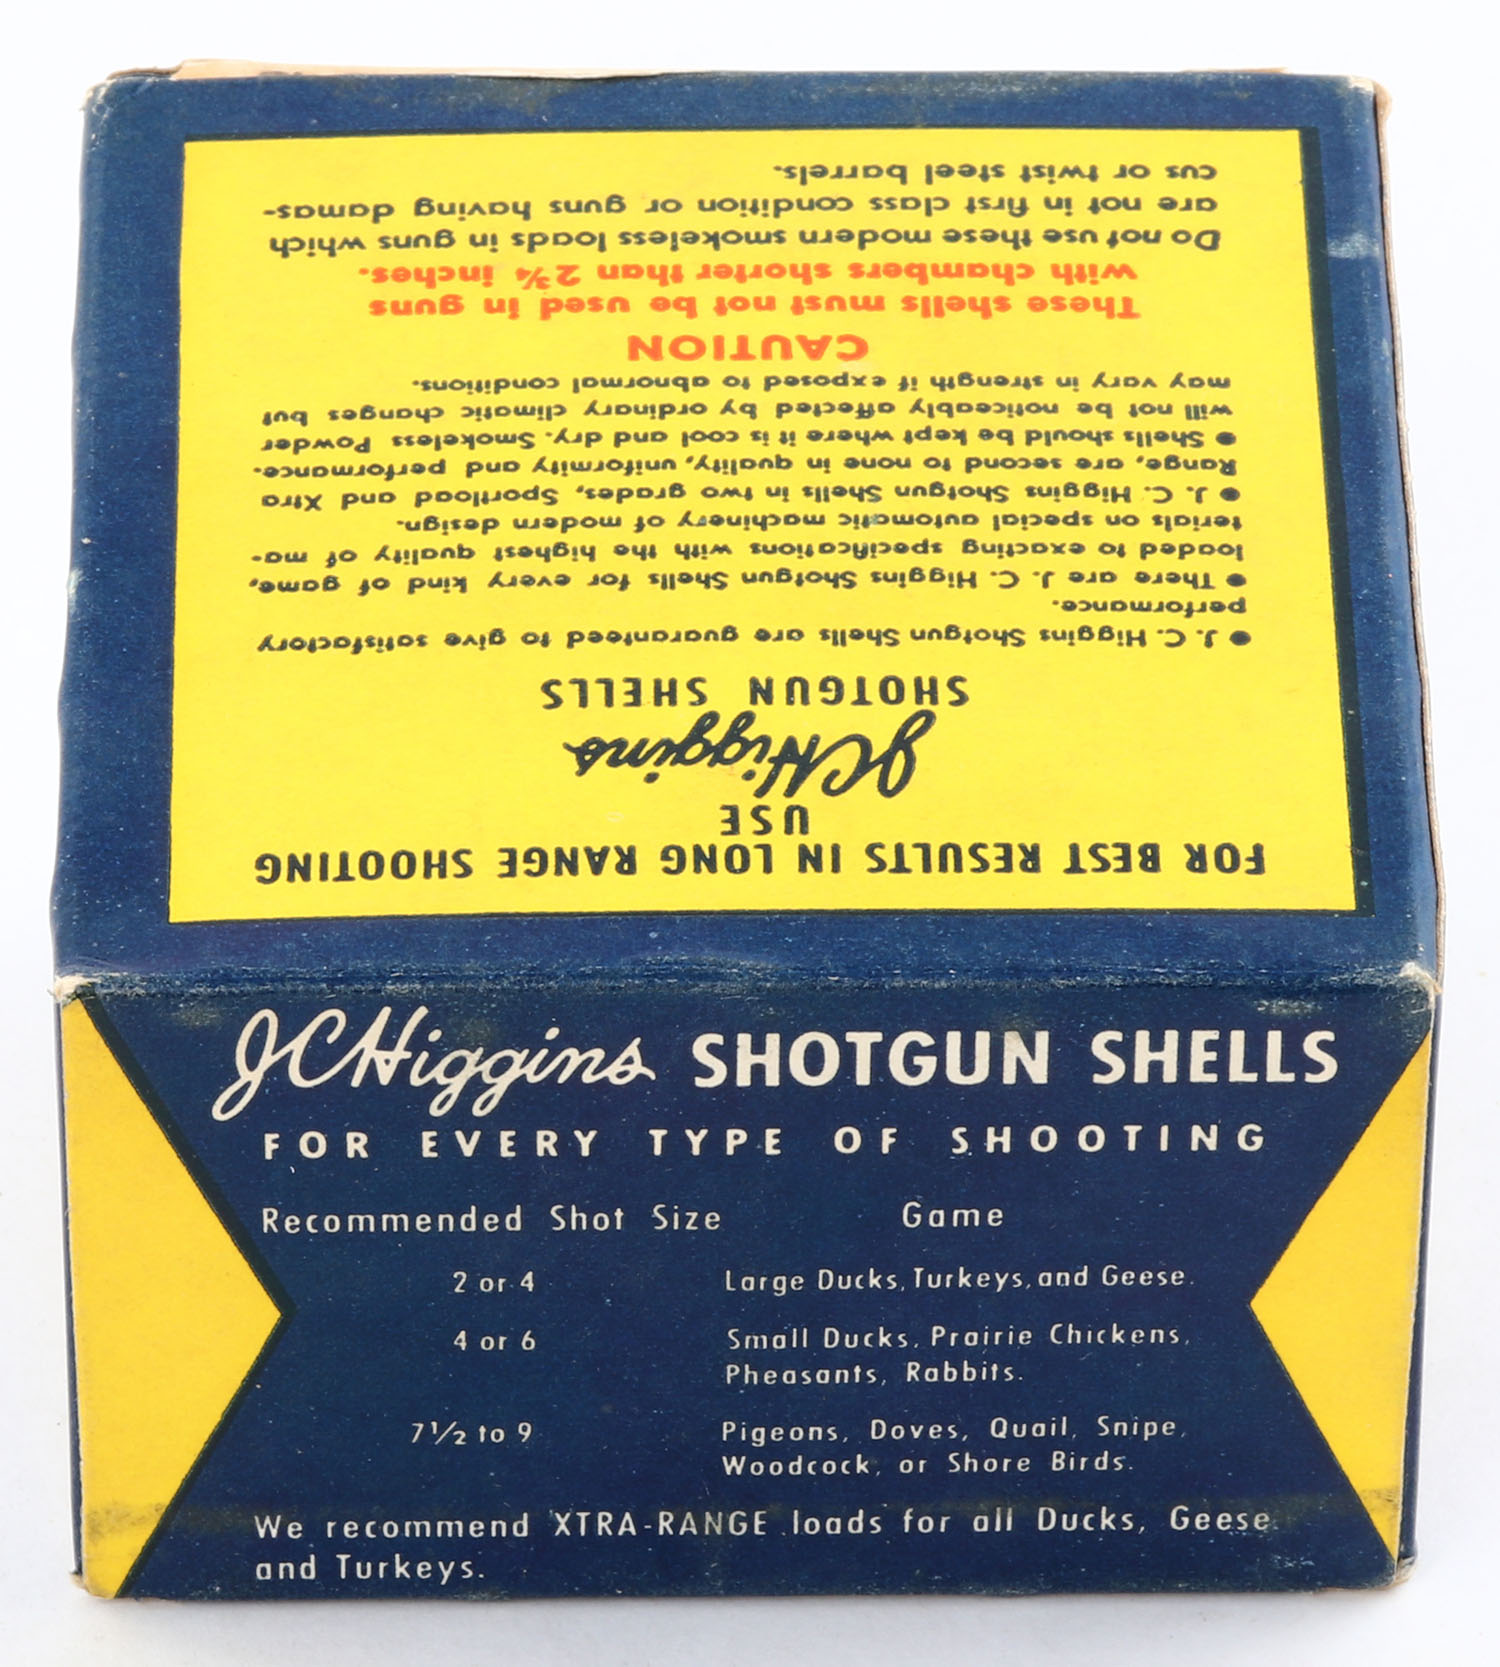 FOR BEST RESULTS IN LONG RANGE SHOOTING
USE
JC Higgins
SHOTGUN SHELLS
• J. C. Higgins Shotgun Shells are guaranteed to give satisfactory
performance.
• There are J. C. Higgins Shotgun Shells for every kind of game,
loaded to exacting specifications with the highest quality of ma-
terials on special automatic machinery of modern design.
• J. C. Higgins Shotgun Shells in two grades, Sportload and Xtra
Range, are second to none in quality, uniformity and performance.
• Shells should be kept where it is cool and dry. Smokeless Powder
will not be noticeably affected by ordinary climatic changes but
may vary in strength if exposed to abnormal conditions.
CAUTION
These shells must not be used in guns
with chambers shorter than 2¾ inches.
Do not use these modern smokeless loads in guns which
are not in first class condition or guns having damas-
cus or twist steel barrels.
JC Higgins SHOTGUN SHELLS
FOR EVERY TYPE OF SHOOTING
Recommended Shot Size Game
2 or 4 Large Ducks, Turkeys, and Geese.
4 or 6 Small Ducks, Prairie Chickens,
Pheasants, Rabbits.
7½ to 9 Pigeons, Doves, Quail, Snipe,
Woodcock, or Shore Birds.
We recommend XTRA-RANGE loads for all Ducks, Geese
and Turkeys.